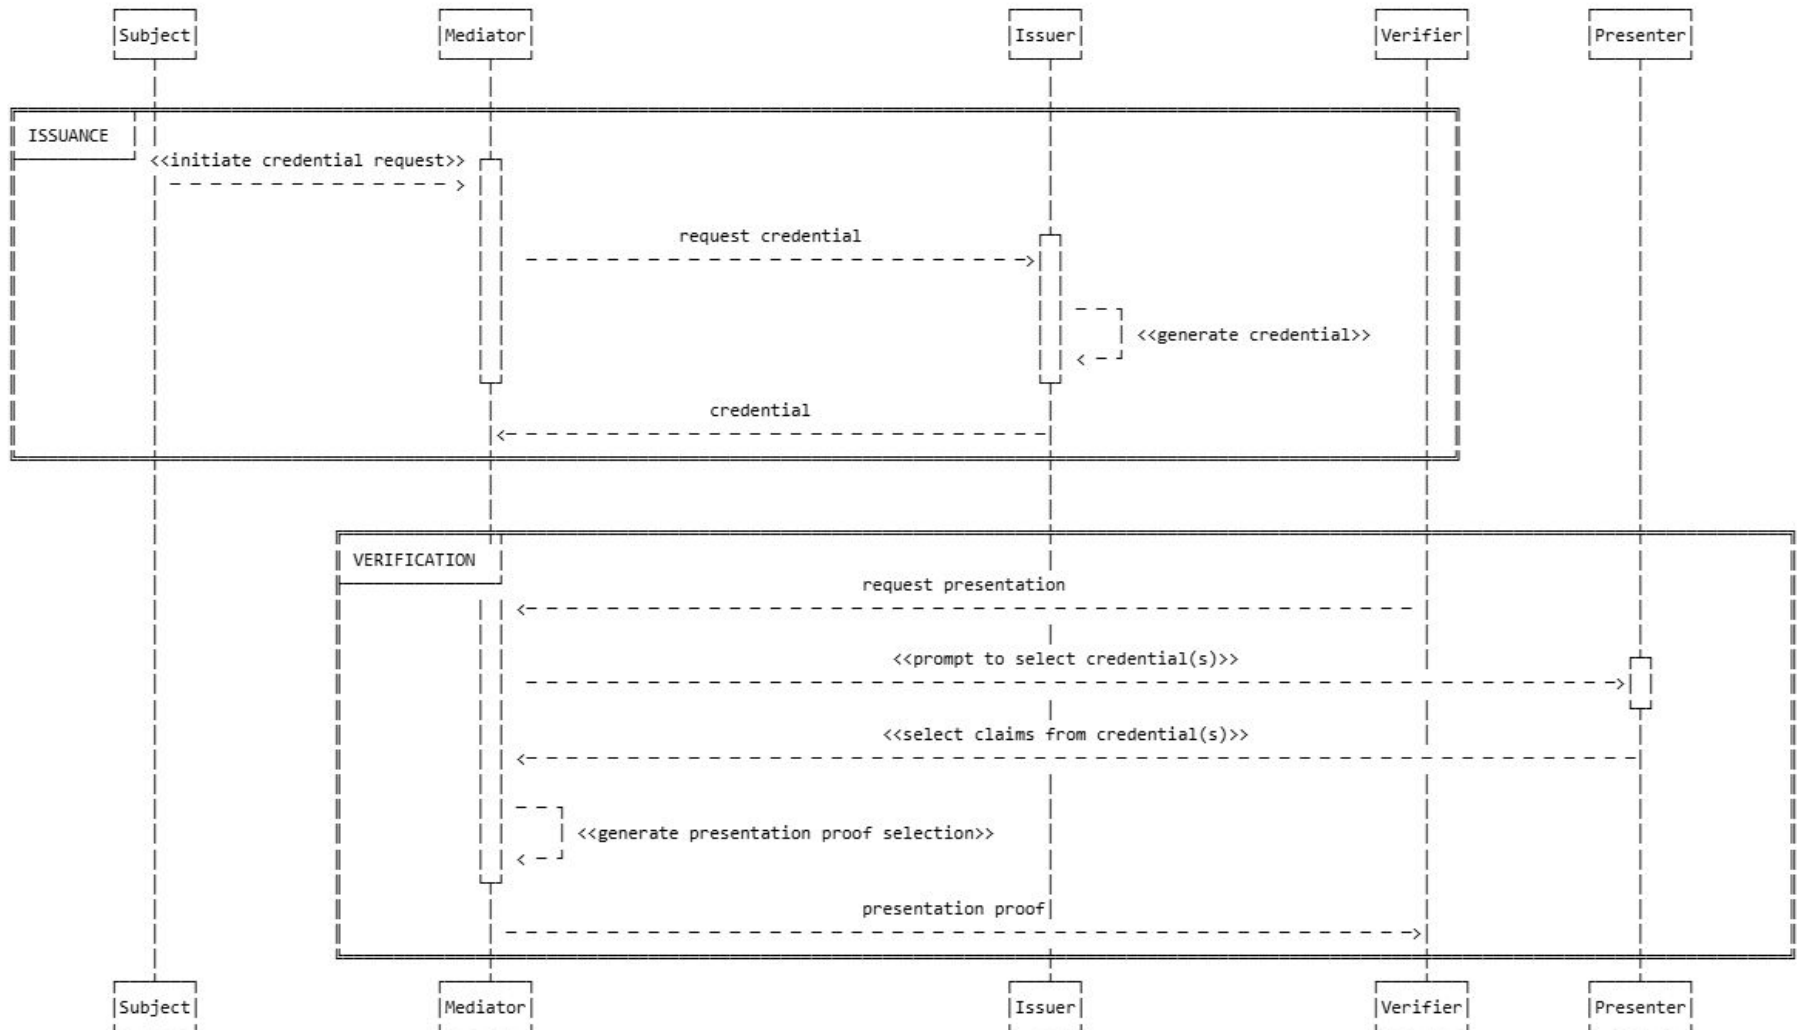 Subject Mediator Issuer Verifier Presenter
ISSUANCE
<<initiate credential request>>
request credential
<<generate credential>>
credential
VERIFICATION
request presentation
<<prompt to select credential(s)>>
<<select claims from credential(s)>>
<<generate presentation proof selection>>
presentation proof
Subject Mediator Issuer Verifier Presenter